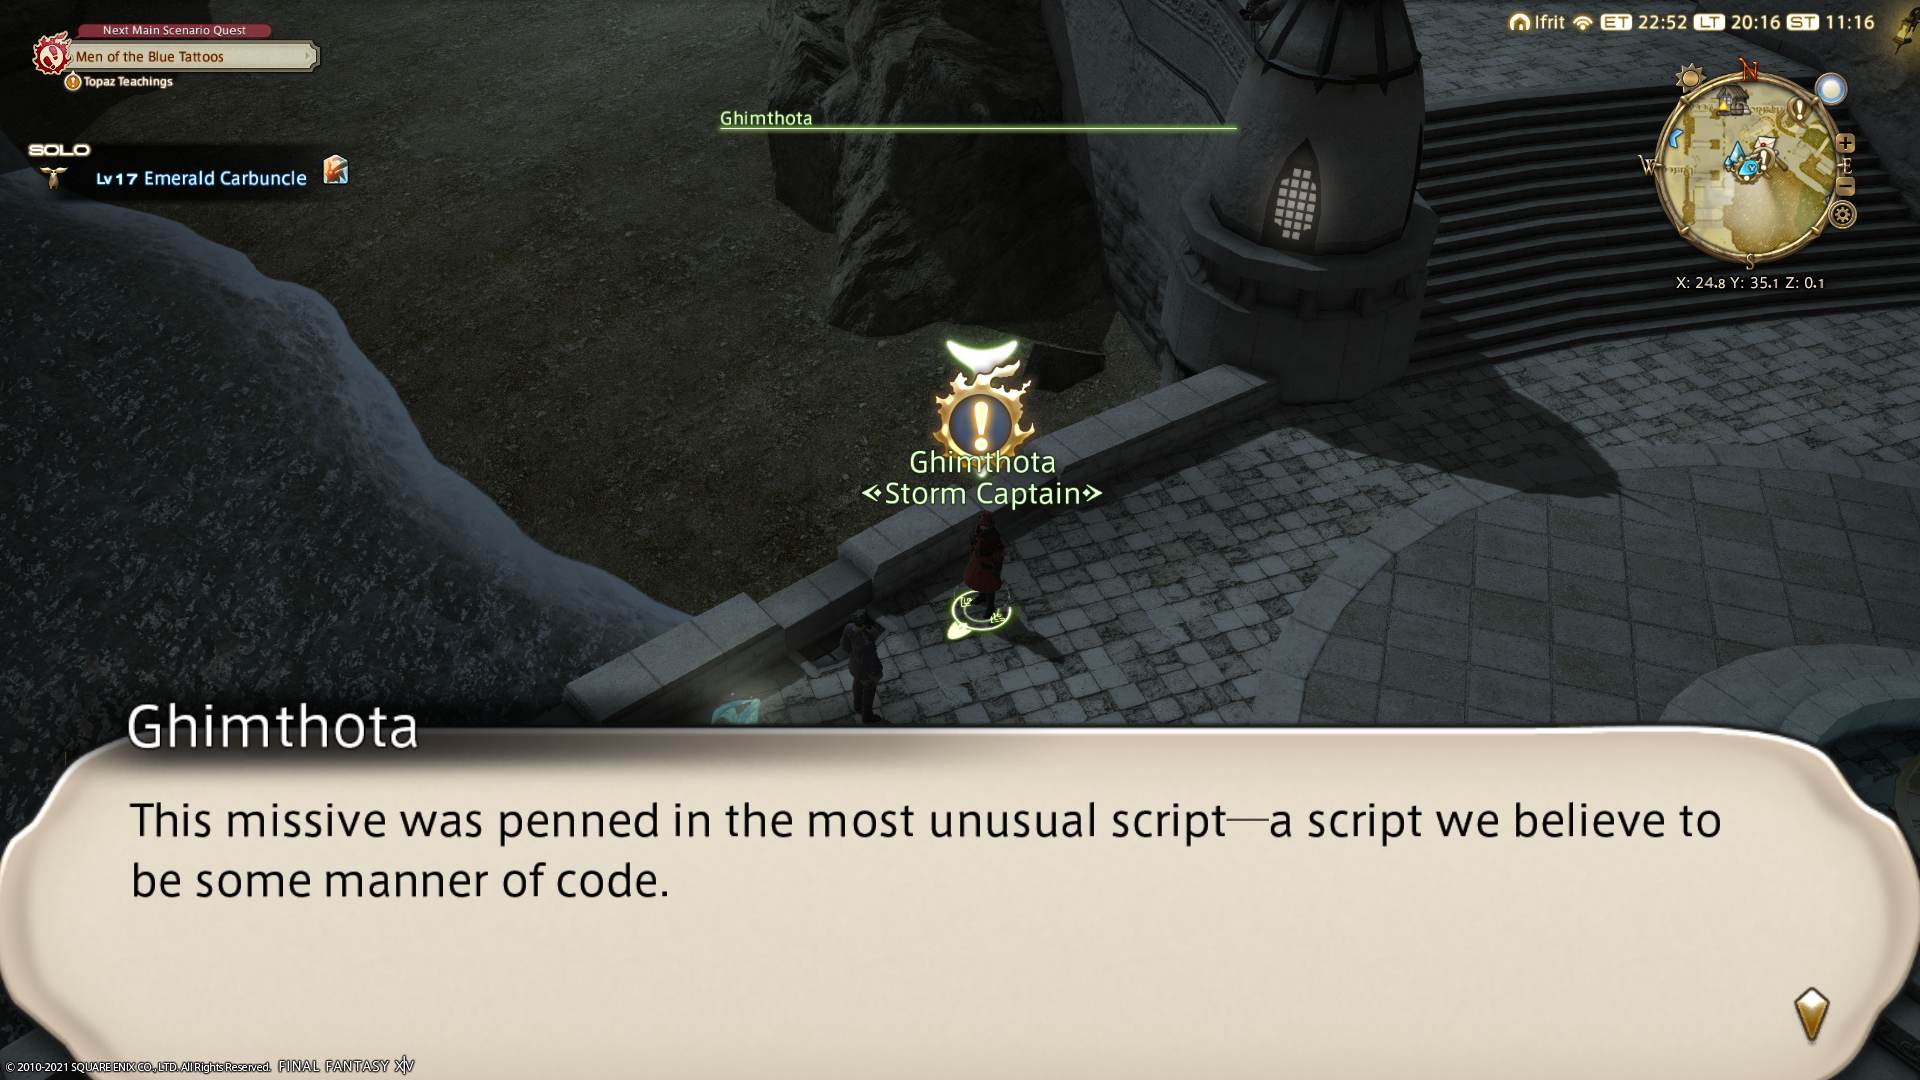 Next Main Scenario Quest
Men of the Blue Tattoos
Topaz Teachings
SOLO
Lv17 Emerald Carbuncle
Ghimthota
Ifrit ET 22:52 LT 20:16 ST 11:16
N
W
E
S
X: 24.8 Y: 35.1 Z: 0.1
Ghimthota
Storm Captain
Ghimthota
This missive was penned in the most unusual script—a script we believe to
be some manner of code.
© 2010-2021 SQUARE ENIX CO., LTD. All Rights Reserved. FINAL FANTASY XIV